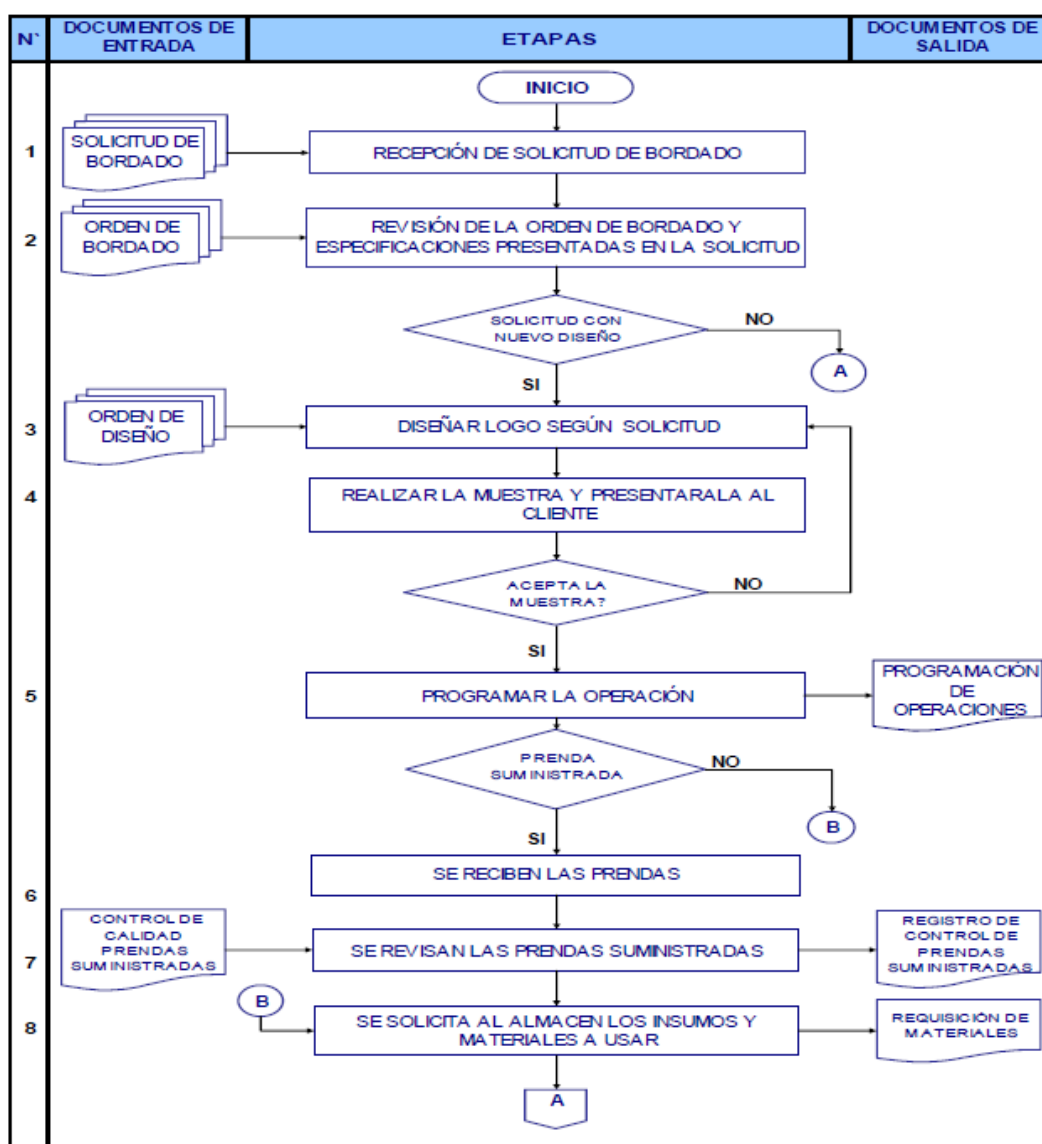 N`
DOCUMENTOS DE
ENTRADA
ETAPAS
DOCUMENTOS DE
SALIDA
INICIO
1
SOLICITUD DE
BORDADO
RECEPCIÓN DE SOLICITUD DE BORDADO
2
ORDEN DE
BORDADO
REVISIÓN DE LA ORDEN DE BORDADO Y
ESPECIFICACIONES PRESENTADAS EN LA SOLICITUD
SOLICITUD CON
NUEVO DISEÑO
NO
A
SI
3
ORDEN DE
DISEÑO
DISEÑAR LOGO SEGÚN SOLICITUD
4
REALIZAR LA MUESTRA Y PRESENTARALA AL
CLIENTE
ACEPTA LA
MUESTRA?
NO
SI
5
PROGRAMAR LA OPERACIÓN
PROGRAMACIÓN
DE
OPERACIONES
PRENDA
SUMINISTRADA
NO
B
SI
6
SE RECIBEN LAS PRENDAS
7
CONTROL DE
CALIDAD
PRENDAS
SUMINISTRADAS
SE REVISAN LAS PRENDAS SUMINISTRADAS
REGISTRO DE
CONTROL DE
PRENDAS
SUMINISTRADAS
B
8
SE SOLICITA AL ALMACEN LOS INSUMOS Y
MATERIALES A USAR
REQUISICIÓN DE
MATERIALES
A